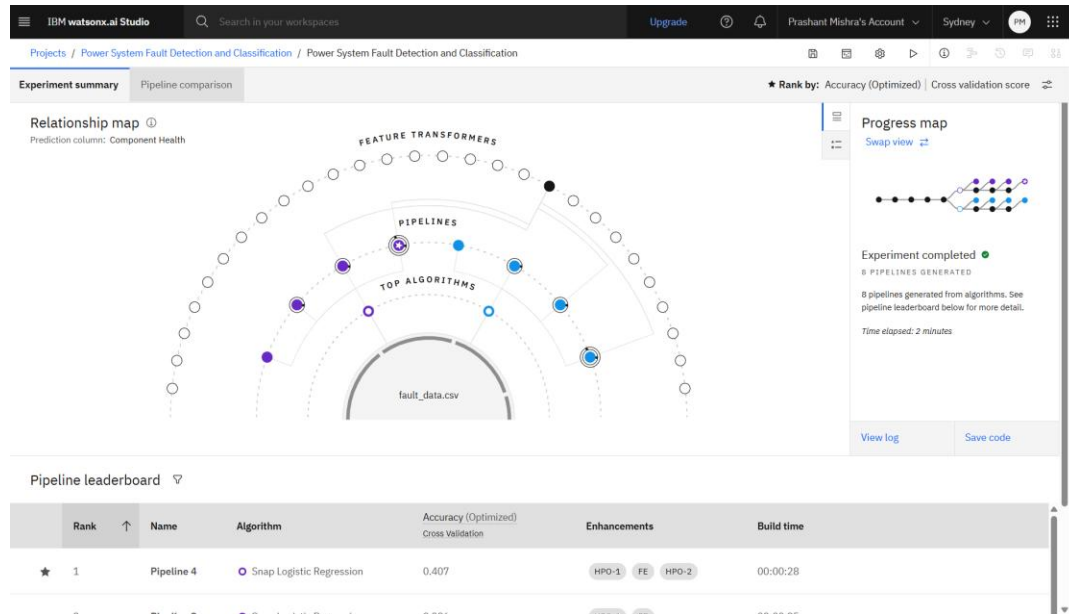 IBM watsonx.ai Studio
Search in your workspaces
Upgrade
Prashant Mishra's Account
Sydney
PM
Projects / Power System Fault Detection and Classification / Power System Fault Detection and Classification
Experiment summary
Pipeline comparison
Rank by: Accuracy (Optimized) | Cross validation score
Relationship map
Prediction column: Component Health
FEATURE TRANSFORMERS
PIPELINES
TOP ALGORITHMS
fault_data.csv
Progress map
Swap view
Experiment completed
8 PIPELINES GENERATED
8 pipelines generated from algorithms. See
pipeline leaderboard below for more detail.
Time elapsed: 2 minutes
View log
Save code
Pipeline leaderboard
Rank Name Algorithm Accuracy (Optimized) Enhancements Build time
Cross Validation
1 Pipeline 4 Snap Logistic Regression 0.407 HPO-1 FE HPO-2 00:00:28